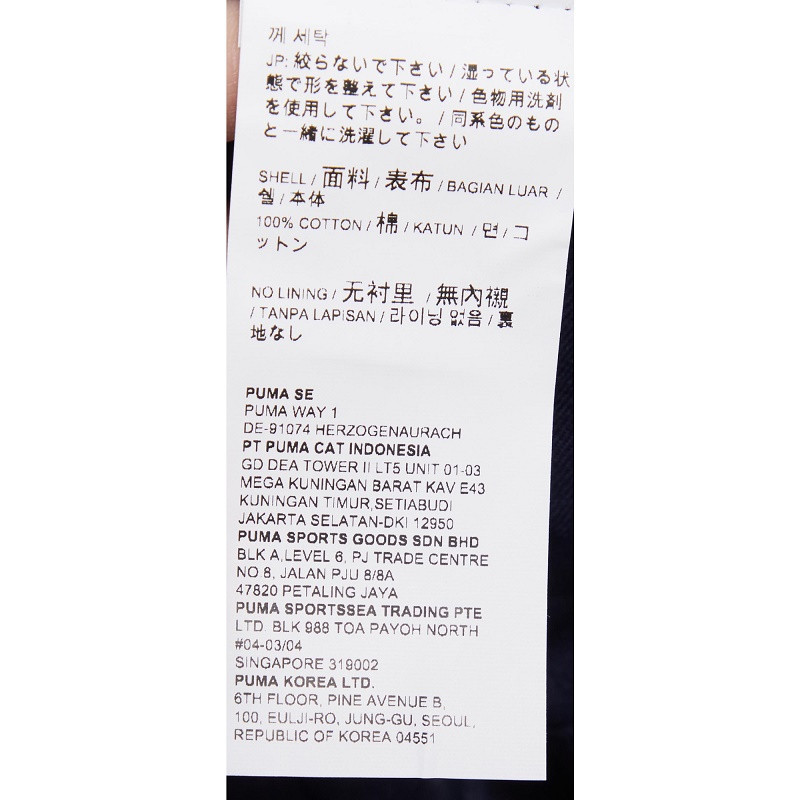 께 세탁
JP: 絞らないで下さい / 湿っている状
態で形を整えて下さい / 色物用洗剤
を使用して下さい。 / 同系色のもの
と一緒に洗濯して下さい
SHELL / 面料 / 表布 / BAGIAN LUAR /
쉘 / 本体
100% COTTON / 棉 / KATUN / 면 / コ
ットン
NO LINING / 无衬里 / 無內襯
/ TANPA LAPISAN / 라이닝 없음 / 裏
地なし
PUMA SE
PUMA WAY 1
DE-91074 HERZOGENAURACH
PT PUMA CAT INDONESIA
GD DEA TOWER II LT5 UNIT 01-03
MEGA KUNINGAN BARAT KAV E43
KUNINGAN TIMUR,SETIABUDI
JAKARTA SELATAN-DKI 12950
PUMA SPORTS GOODS SDN BHD
BLK A,LEVEL 6, PJ TRADE CENTRE
NO.8, JALAN PJU 8/8A
47820 PETALING JAYA
PUMA SPORTSSEA TRADING PTE
LTD BLK 988 TOA PAYOH NORTH
#04-03/04
SINGAPORE 319002
PUMA KOREA LTD.
6TH FLOOR, PINE AVENUE B,
100, EULJI-RO, JUNG-GU, SEOUL,
REPUBLIC OF KOREA 04551